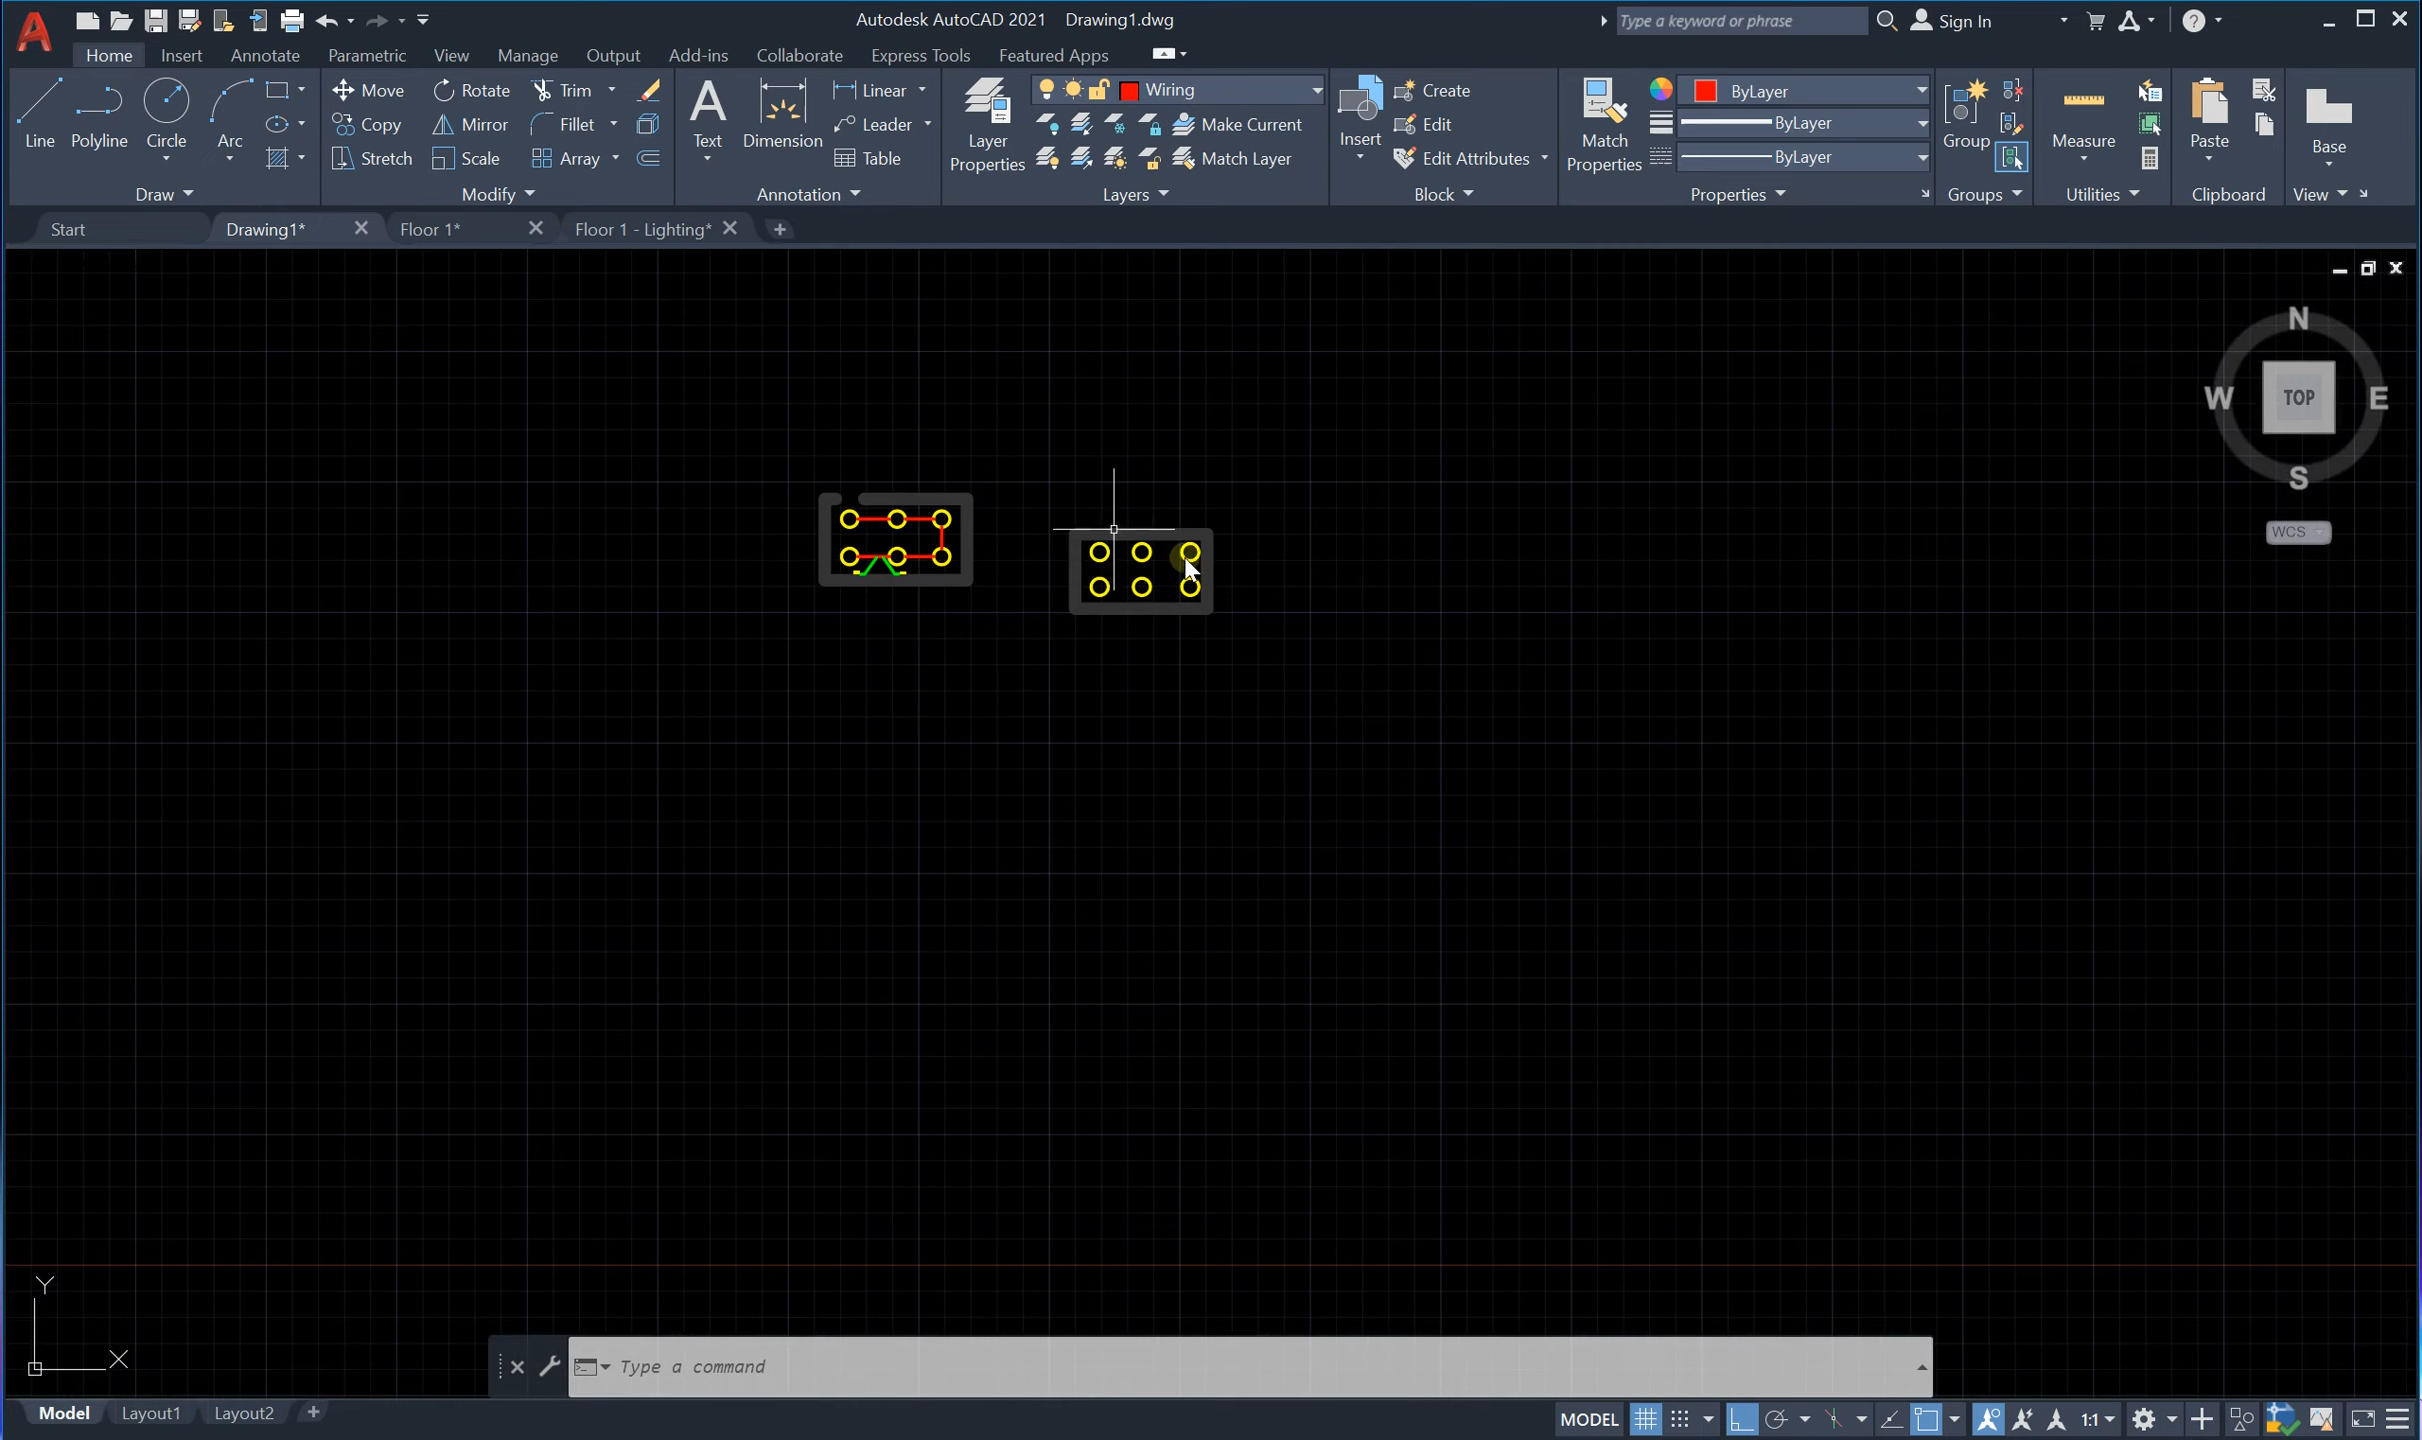 Autodesk AutoCAD 2021 Drawing1.dwg
Type a keyword or phrase
Sign In
Home Insert Annotate Parametric View Manage Output Add-ins Collaborate Express Tools Featured Apps
Move Rotate Trim Linear Wiring Create ByLayer
Copy Mirror Fillet Leader Make Current Edit ByLayer
Line Polyline Circle Arc Text Dimension Layer Properties Insert Match Properties Group Measure Paste Base
Stretch Scale Array Table Match Layer Edit Attributes ByLayer
Draw Modify Annotation Layers Block Properties Groups Utilities Clipboard View
Start Drawing1* Floor 1* Floor 1 - Lighting*
N
W TOP E
S
WCS
Y
X
Type a command
Model Layout1 Layout2
MODEL 1:1